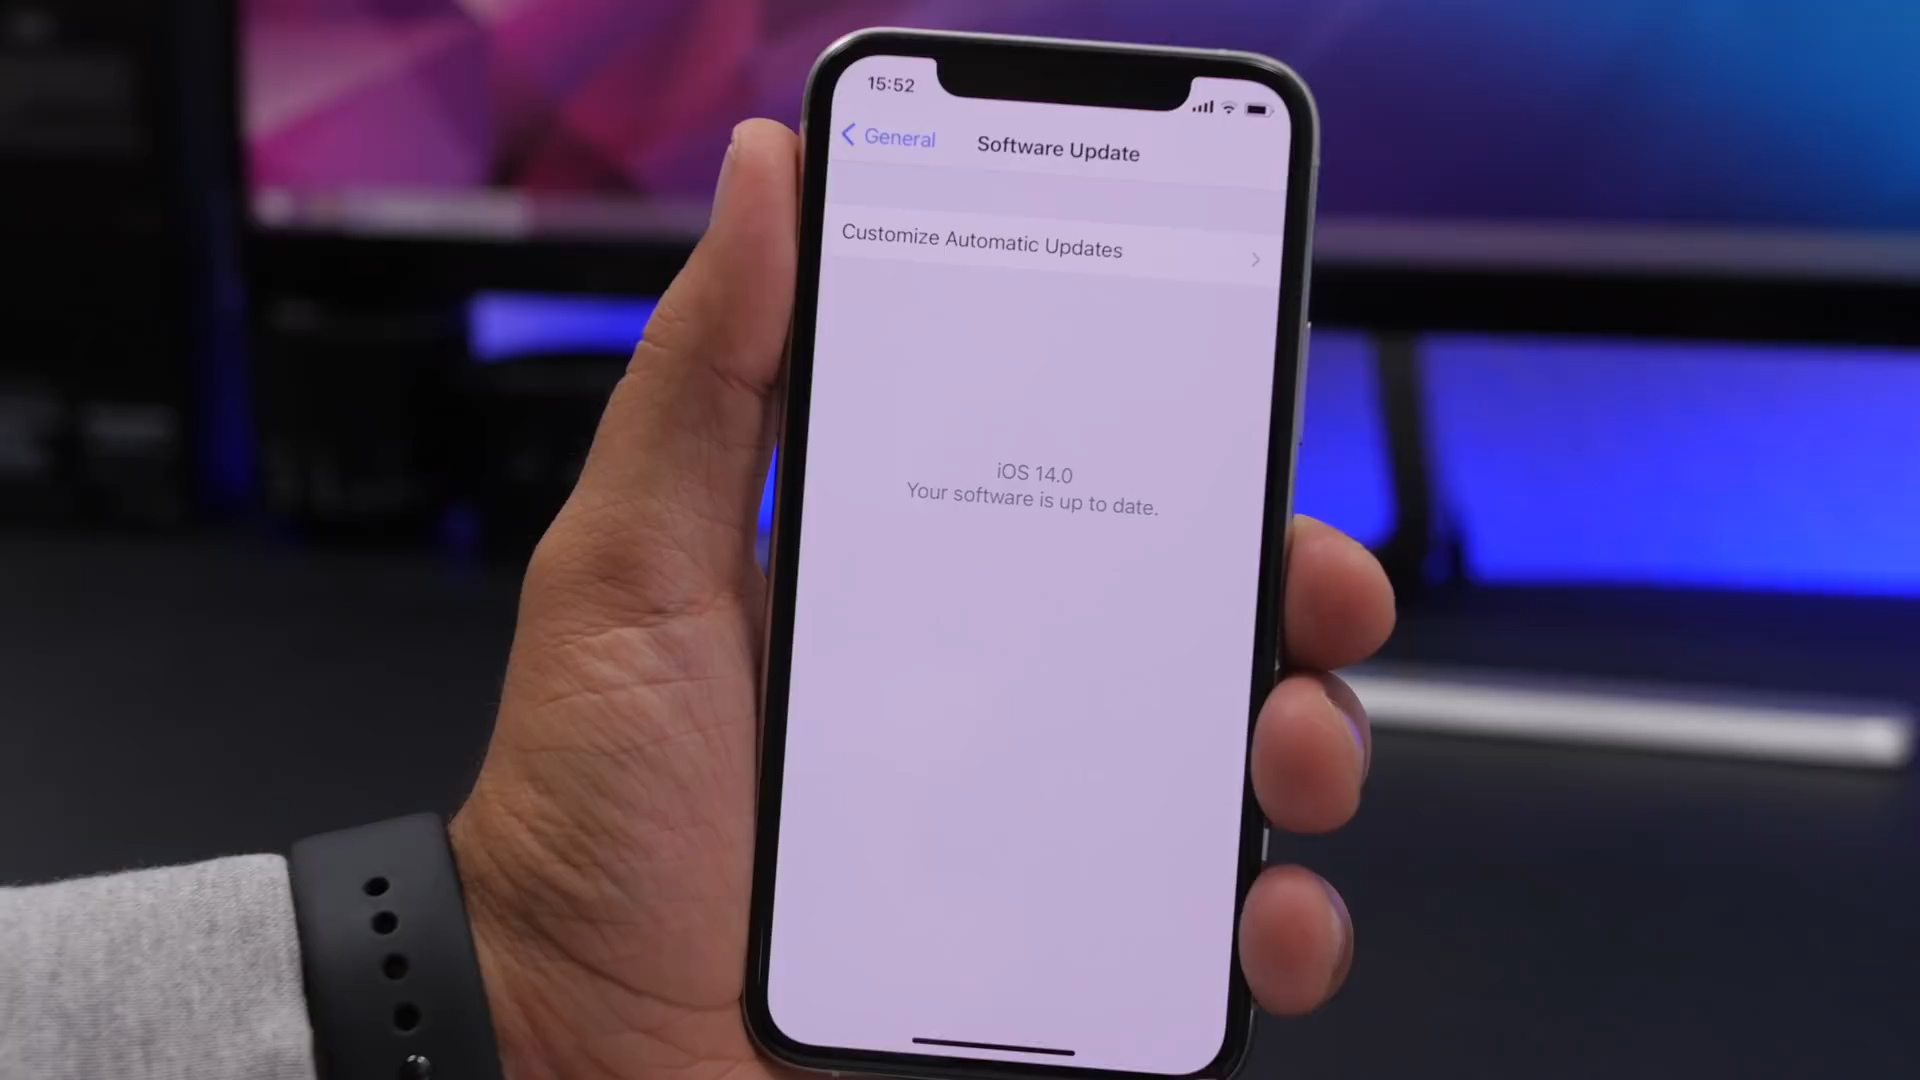 15:52
General
Software Update
Customize Automatic Updates
iOS 14.0
Your software is up to date.